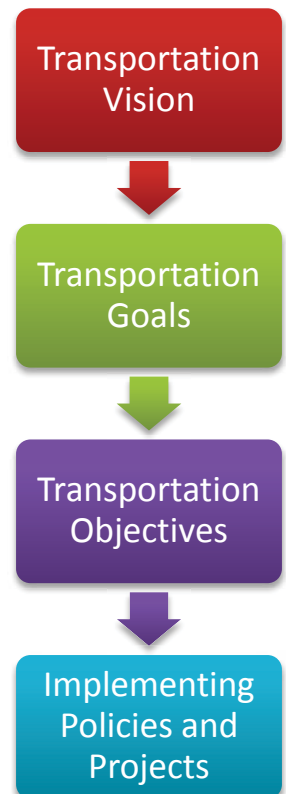 Transportation
Vision
Transportation
Goals
Transportation
Objectives
Implementing
Policies and
Projects